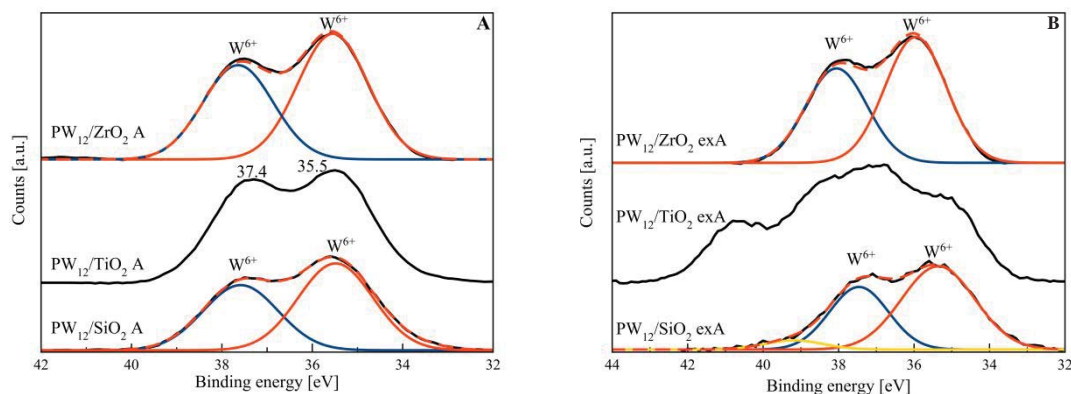 A
W6+
W6+
PW12/ZrO2 A
37.4
35.5
PW12/TiO2 A
W6+
W6+
PW12/SiO2 A
Counts [a.u.]
42
40
38
36
34
32
Binding energy [eV]
B
W6+
W6+
PW12/ZrO2 exA
PW12/TiO2 exA
W6+
W6+
PW12/SiO2 exA
Counts [a.u.]
44
42
40
38
36
34
32
Binding energy [eV]